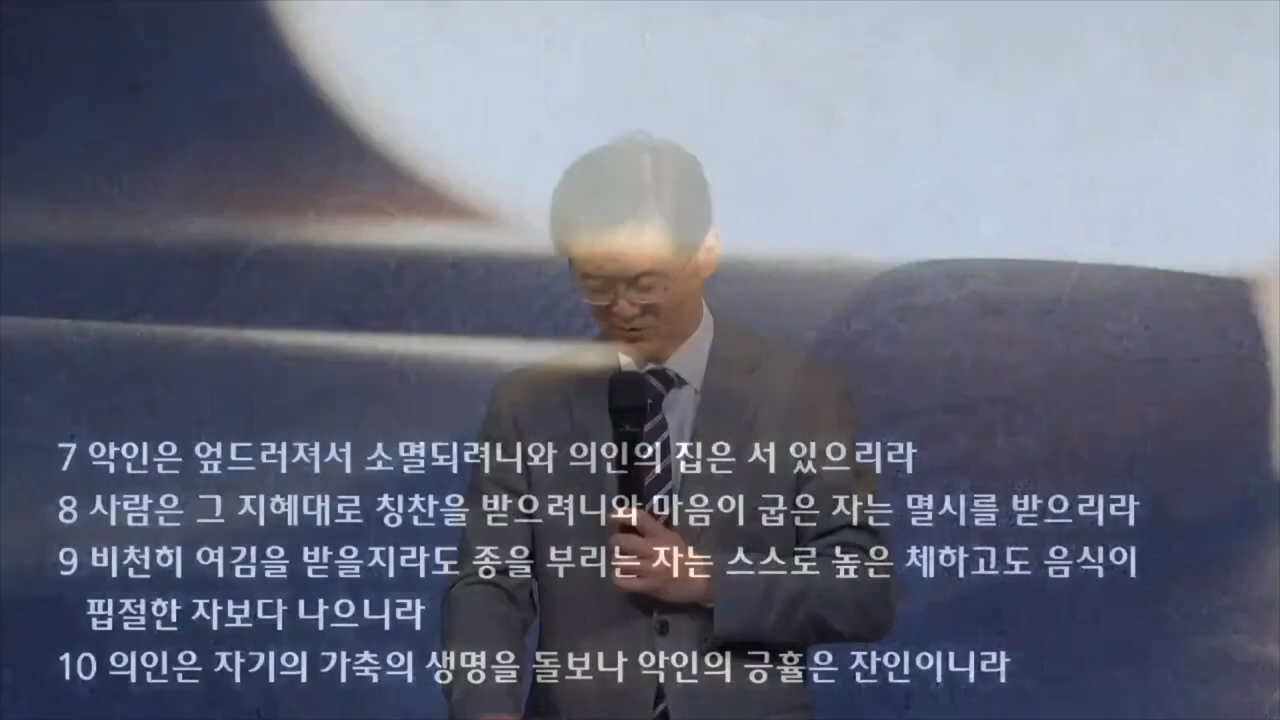 7 악인은 엎드러져서 소멸되려니와 의인의 집은 서 있으리라
8 사람은 그 지혜대로 칭찬을 받으려니와 마음이 굽은 자는 멸시를 받으리라
9 비천히 여김을 받을지라도 종을 부리는 자는 스스로 높은 체하고도 음식이
핍절한 자보다 나으니라
10 의인은 자기의 가축의 생명을 돌보나 악인의 긍휼은 잔인이니라